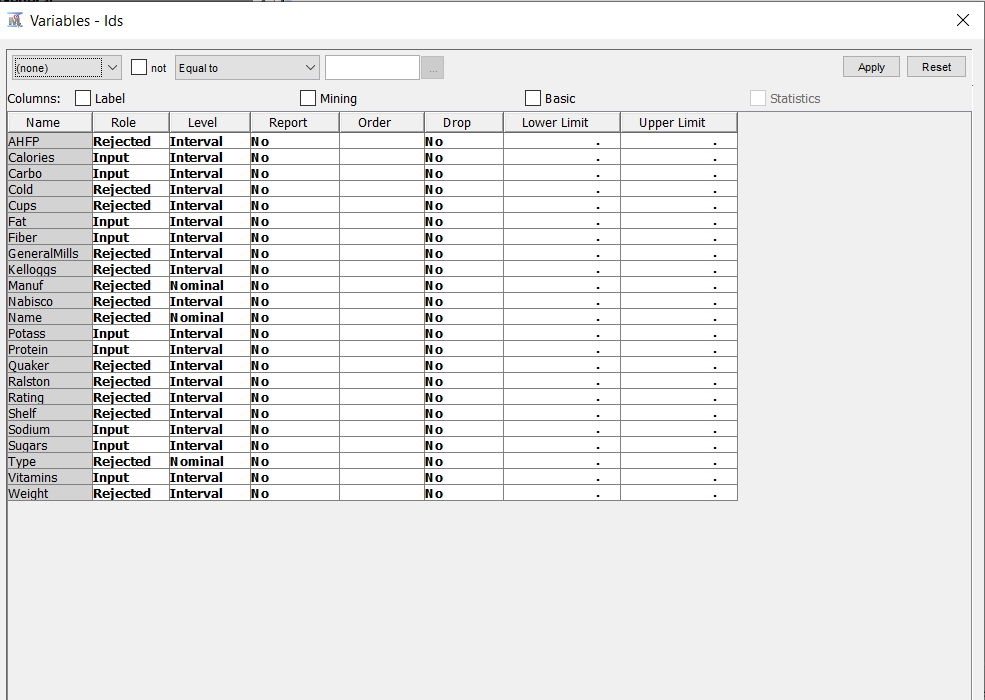 Variables - Ids
(none) not Equal to ... Apply Reset
Columns: Label Mining Basic Statistics
Name Role Level Report Order Drop Lower Limit Upper Limit
AHFP Rejected Interval No No . .
Calories Input Interval No No . .
Carbo Input Interval No No . .
Cold Rejected Interval No No . .
Cups Rejected Interval No No . .
Fat Input Interval No No . .
Fiber Input Interval No No . .
GeneralMills Rejected Interval No No . .
Kelloggs Rejected Interval No No . .
Manuf Rejected Nominal No No . .
Nabisco Rejected Interval No No . .
Name Rejected Nominal No No . .
Potass Input Interval No No . .
Protein Input Interval No No . .
Quaker Rejected Interval No No . .
Ralston Rejected Interval No No . .
Rating Rejected Interval No No . .
Shelf Rejected Interval No No . .
Sodium Input Interval No No . .
Sugars Input Interval No No . .
Type Rejected Nominal No No . .
Vitamins Input Interval No No . .
Weight Rejected Interval No No . .